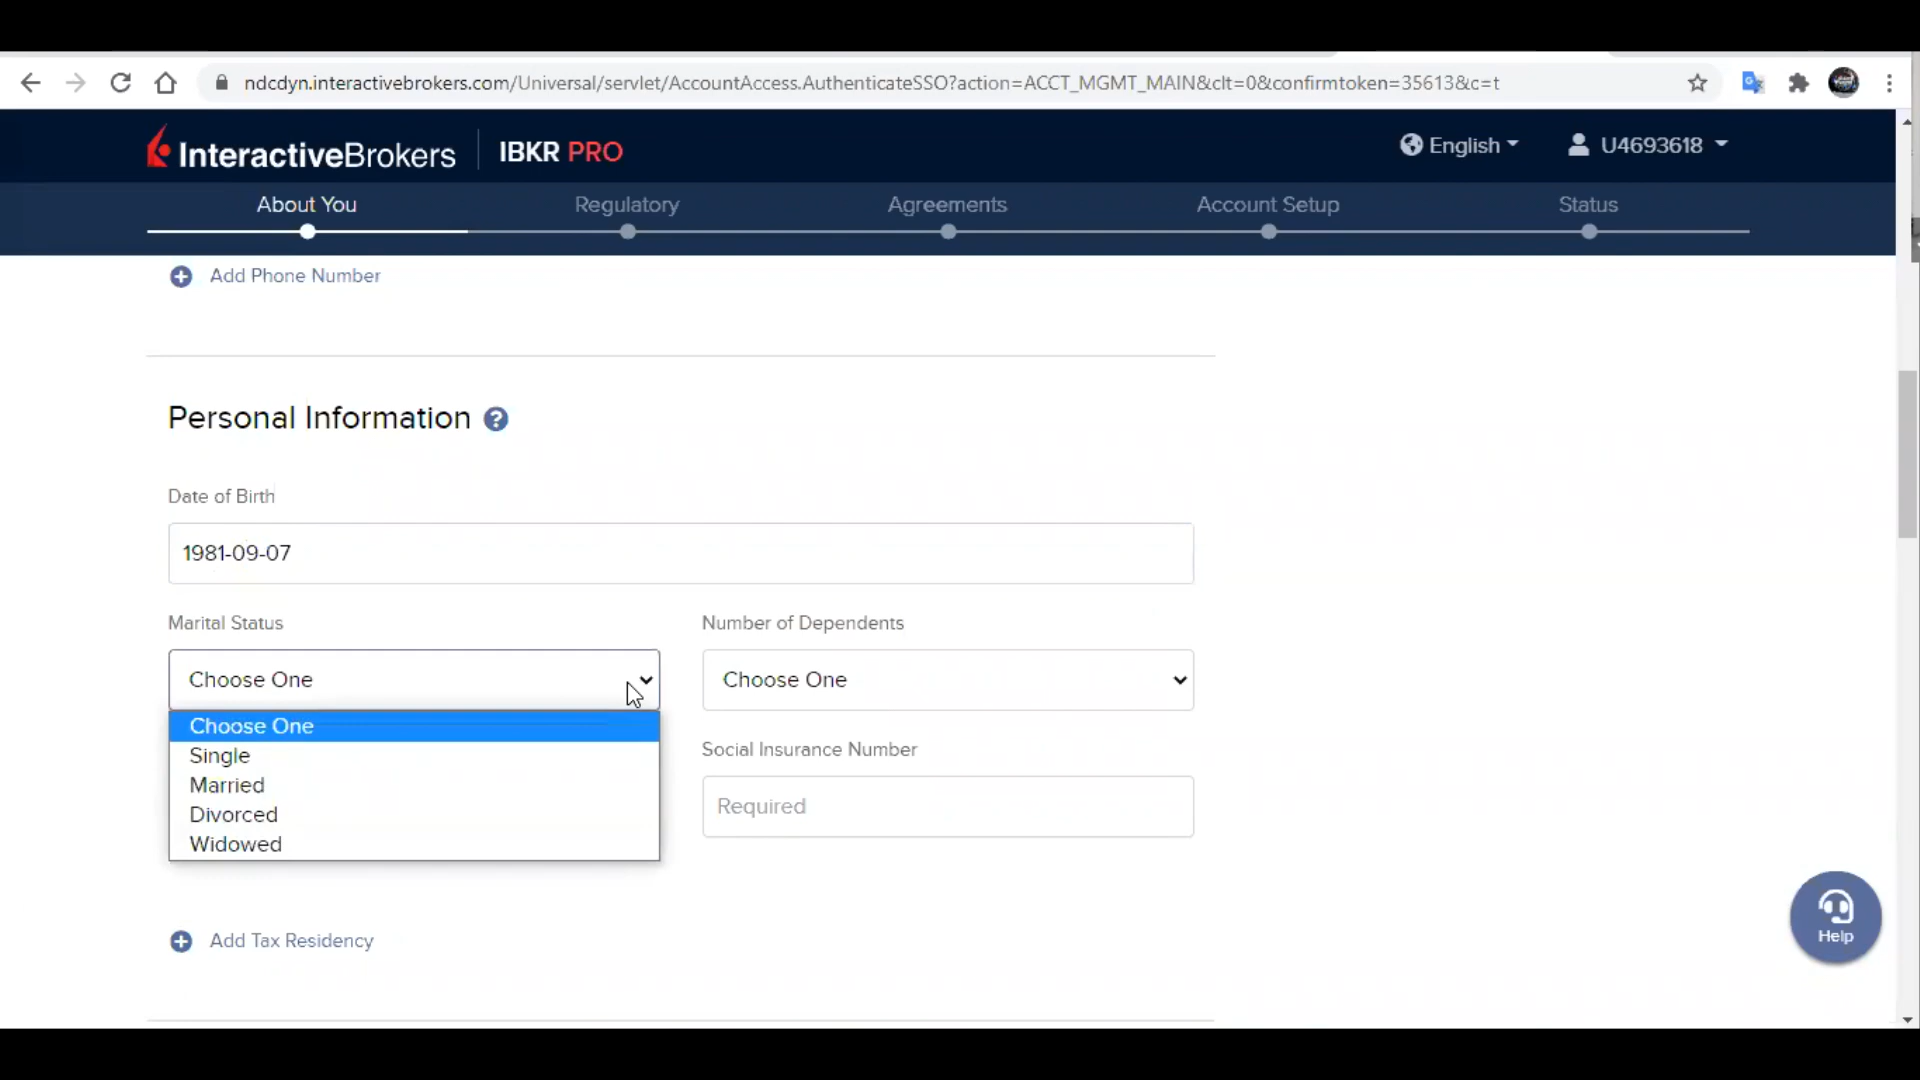 ndcdyn.interactivebrokers.com/Universal/servlet/AccountAccess.AuthenticateSSO?action=ACCT_MGMT_MAIN&clt=0&confirmtoken=35613&c=t
InteractiveBrokers IBKR PRO English U4693618
About You Regulatory Agreements Account Setup Status
Add Phone Number
Personal Information ?
Date of Birth
1981-09-07
Marital Status Number of Dependents
Choose One Choose One
Choose One
Single
Married
Divorced
Widowed
Social Insurance Number
Required
Add Tax Residency
Help